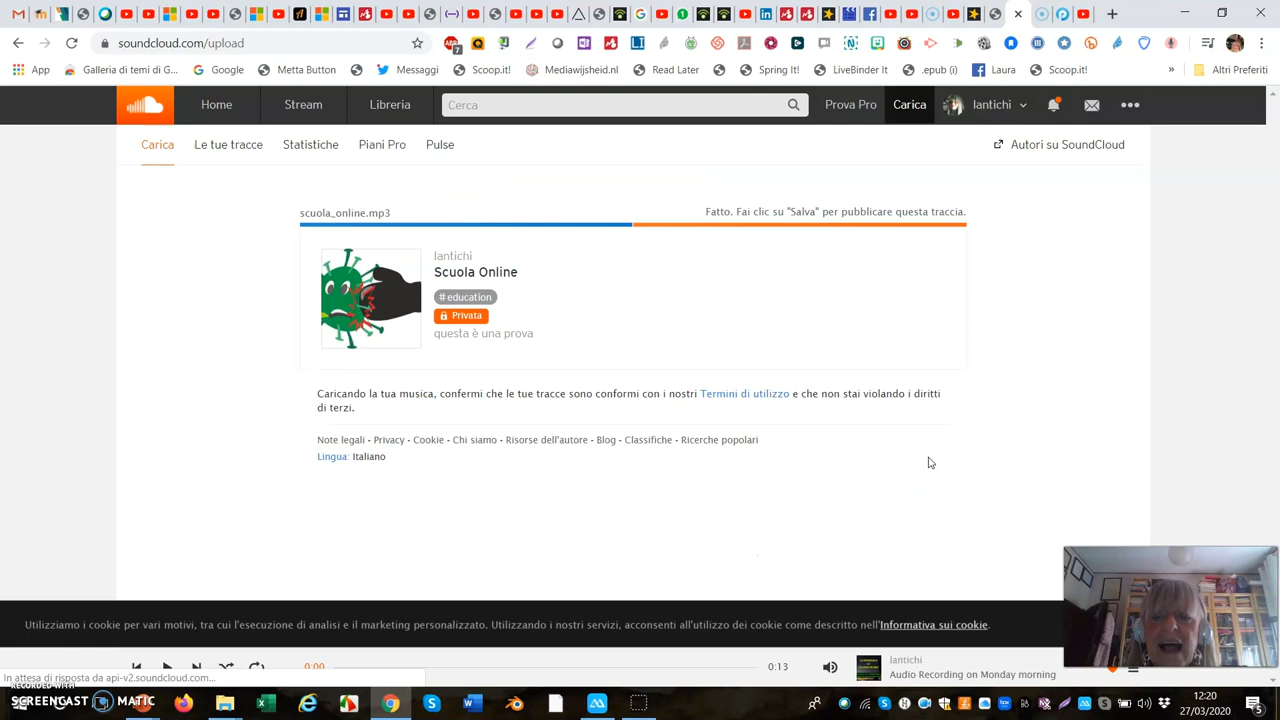 soundcloud.com/upload
7
App
Galleria di temi di G...
Google
Metta Button
Messaggi
Scoop.it!
Mediawijsheid.nl
Read Later
Spring It!
LiveBinder It
.epub (i)
Laura
Scoop.it!
»
Altri Preferiti
Home
Stream
Libreria
Cerca
Prova Pro
Carica
lantichi
Carica
Le tue tracce
Statistiche
Piani Pro
Pulse
Autori su SoundCloud
scuola_online.mp3
Fatto. Fai clic su "Salva" per pubblicare questa traccia.
lantichi
Scuola Online
# education
Privata
questa è una prova
Caricando la tua musica, confermi che le tue tracce sono conformi con i nostri Termini di utilizzo e che non stai violando i diritti
di terzi.
Note legali - Privacy - Cookie - Chi siamo - Risorse dell'autore - Blog - Classifiche - Ricerche popolari
Lingua: Italiano
Utilizziamo i cookie per vari motivi, tra cui l'esecuzione di analisi e il marketing personalizzato. Utilizzando i nostri servizi, acconsenti all'utilizzo dei cookie come descritto nell'Informativa sui cookie.
0:00
0:13
lantichi
Audio Recording on Monday morning
In attesa di risposta da api-v2.soundcloud.com...
RECORDED WITH
SCREENCAST MATIC
12:20
27/03/2020
5